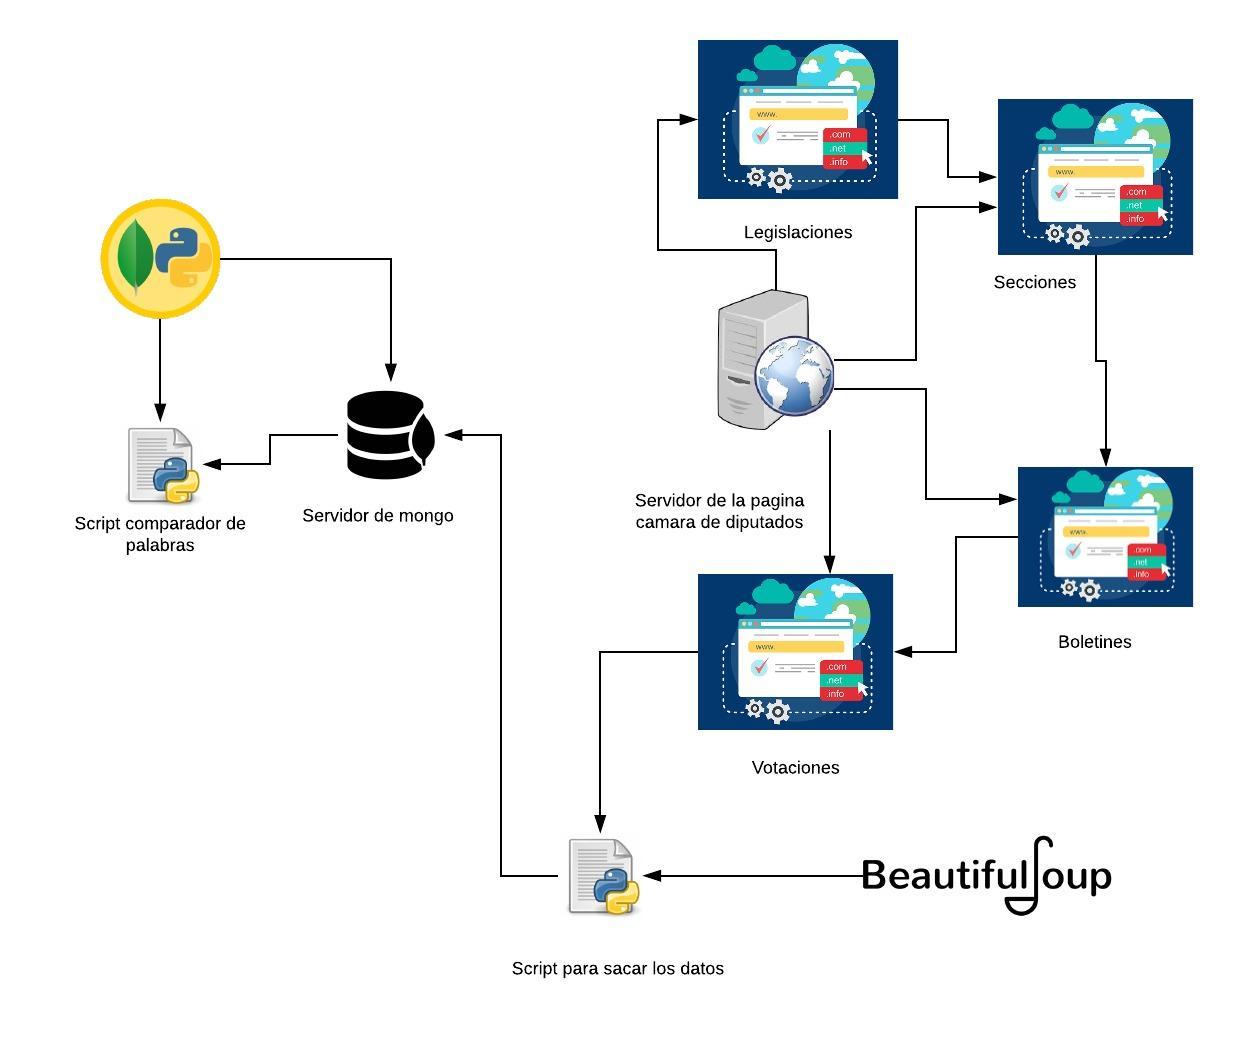 www.
.com
.net
.info
Legislaciones
www.
.com
.net
.info
Secciones
Servidor de la pagina
camara de diputados
Script comparador de
palabras
Servidor de mongo
www.
.com
.net
.info
Boletines
www.
.com
.net
.info
Votaciones
BeautifulSoup
Script para sacar los datos